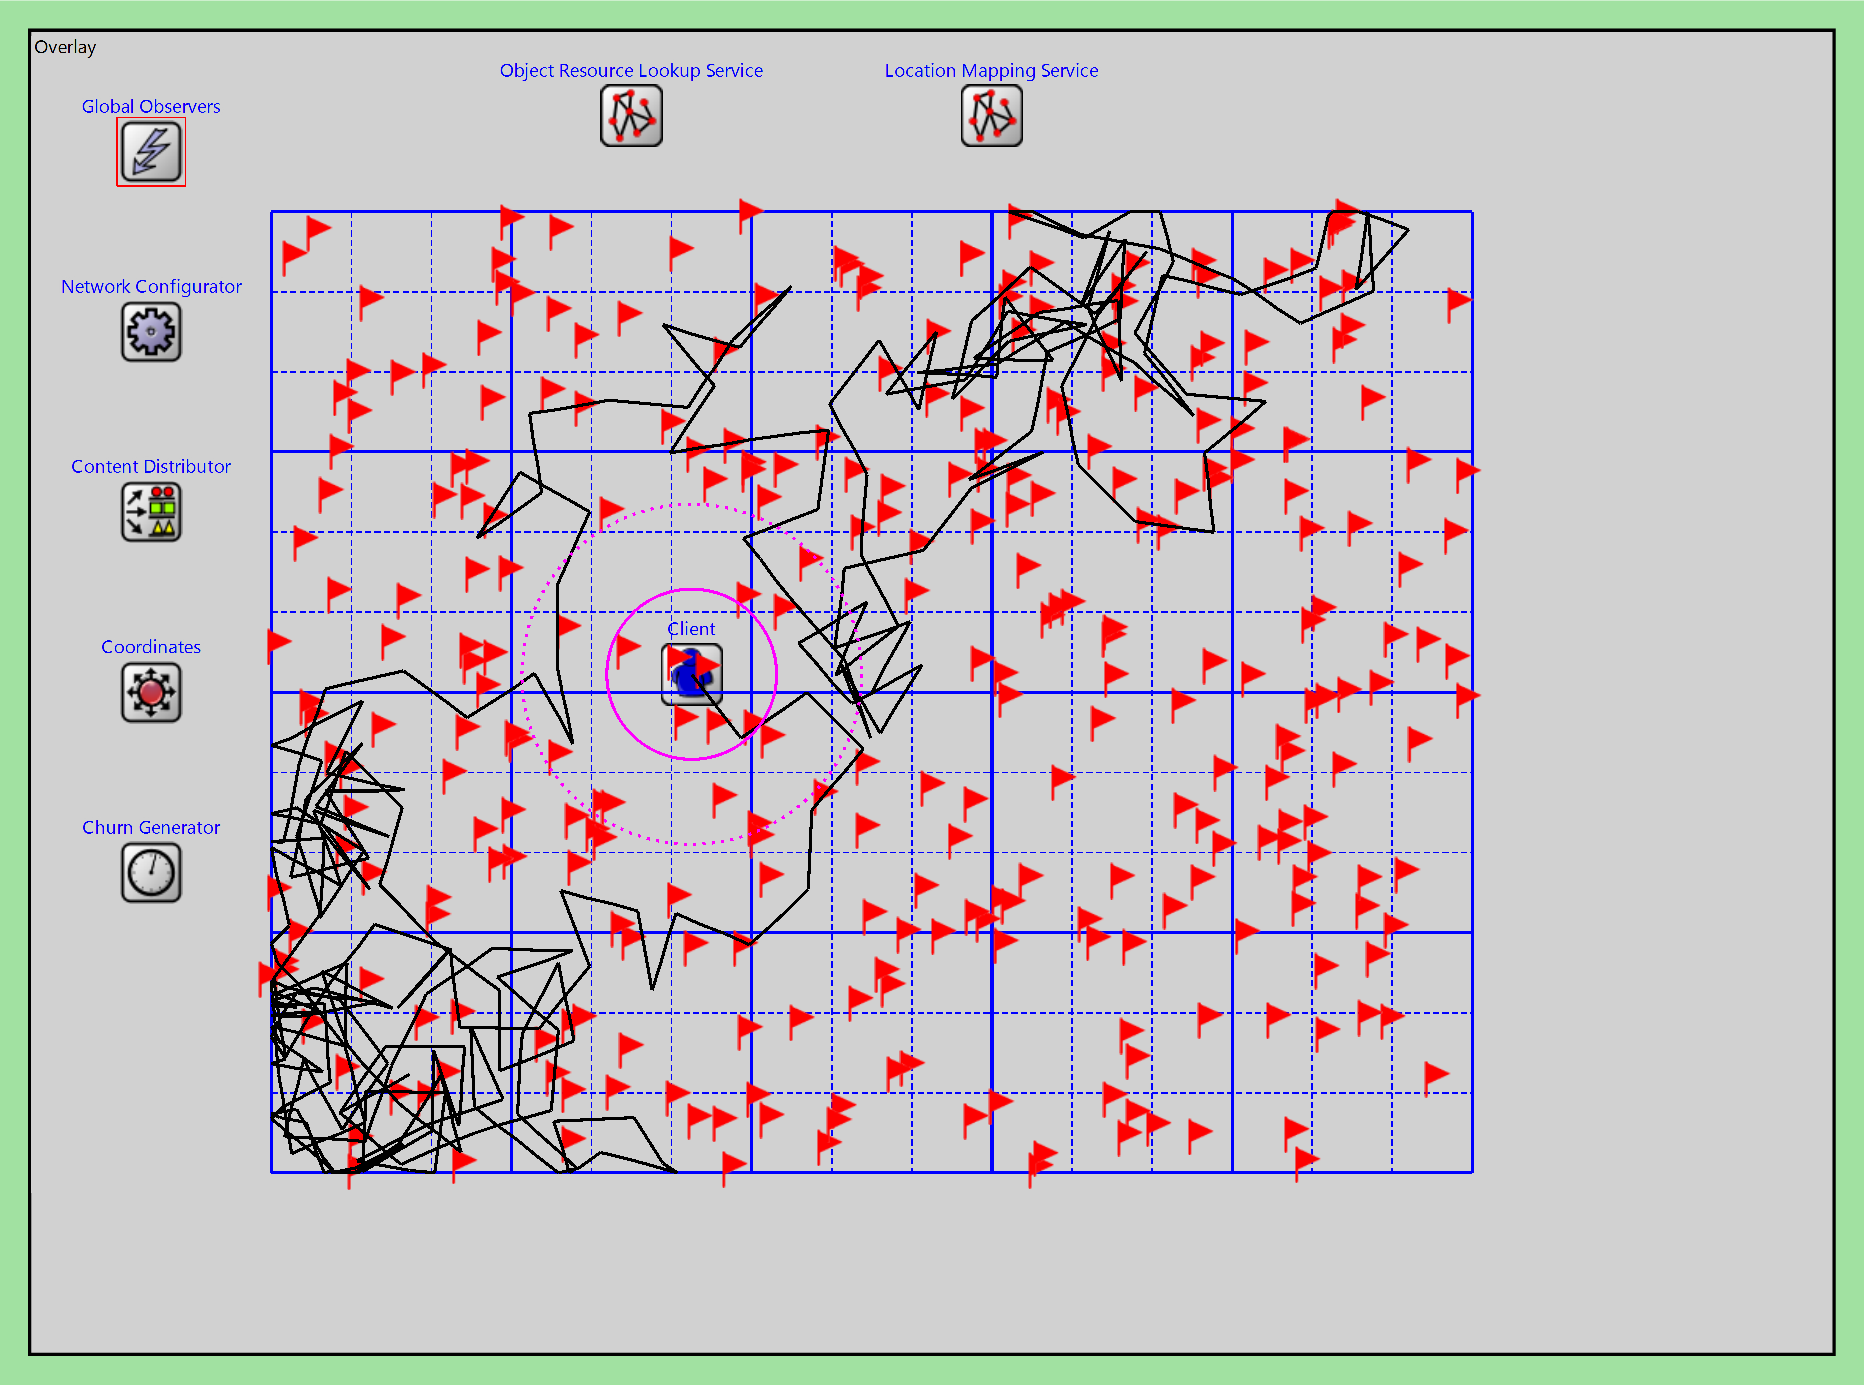 Overlay
Object Resource Lookup Service
Location Mapping Service
Global Observers
Network Configurator
Content Distributor
Client
Coordinates
Churn Generator